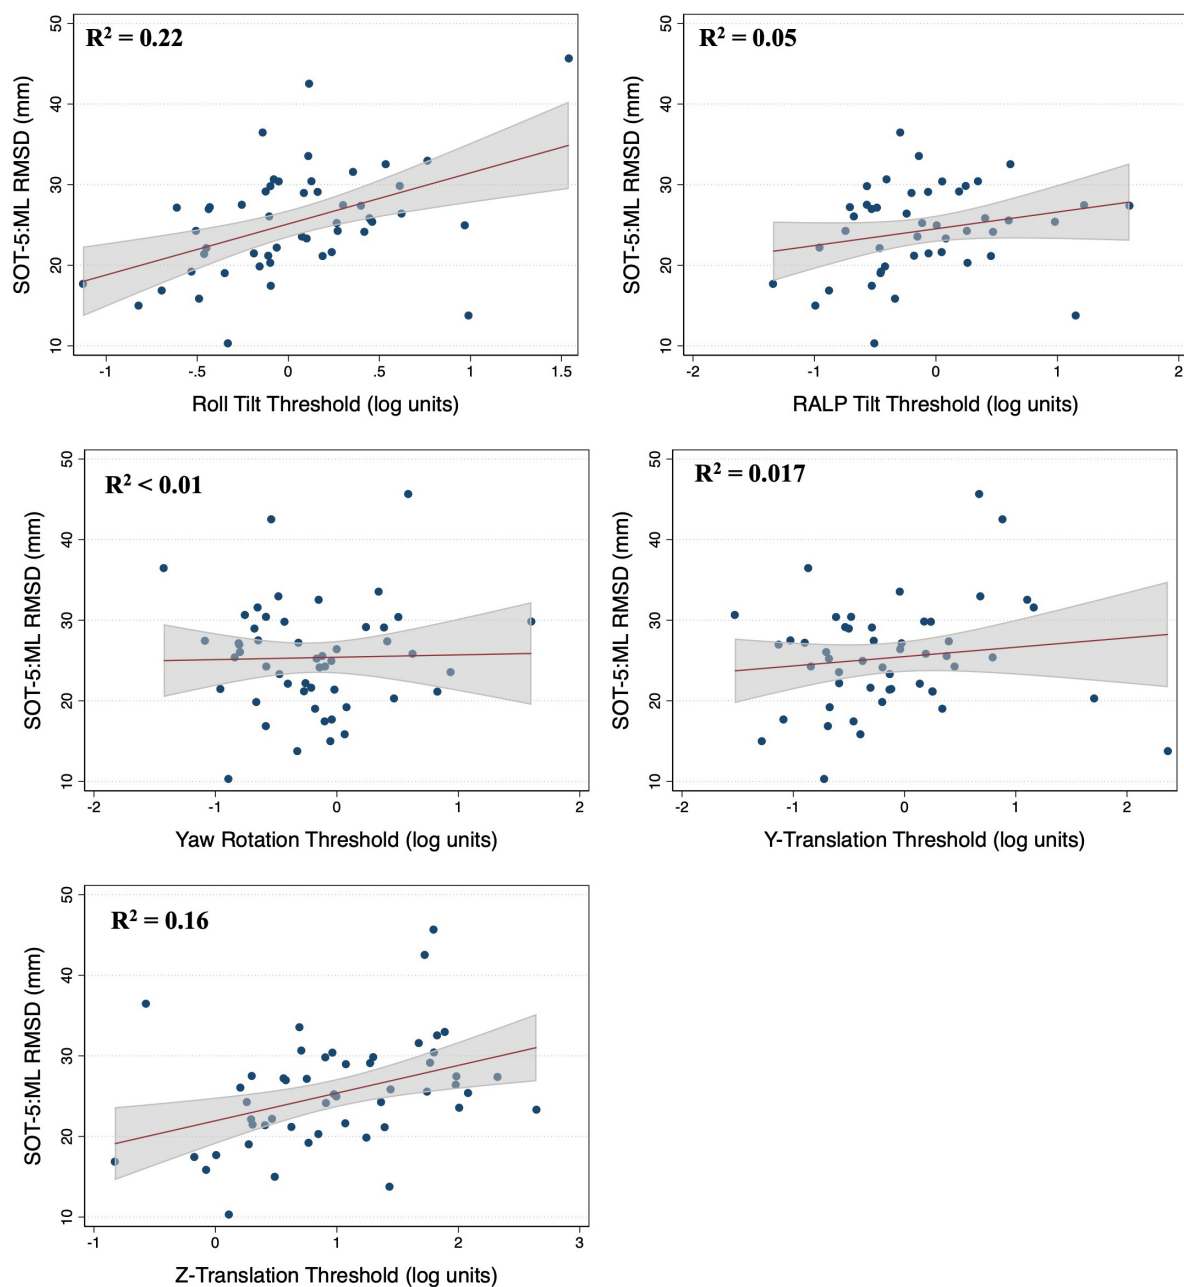 R² = 0.22
SOT-5:ML RMSD (mm)
50
40
30
20
10
-1 -.5 0 .5 1 1.5
Roll Tilt Threshold (log units)
R² = 0.05
SOT-5:ML RMSD (mm)
50
40
30
20
10
-2 -1 0 1 2
RALP Tilt Threshold (log units)
R² < 0.01
SOT-5:ML RMSD (mm)
50
40
30
20
10
-2 -1 0 1 2
Yaw Rotation Threshold (log units)
R² = 0.017
SOT-5:ML RMSD (mm)
50
40
30
20
10
-2 -1 0 1 2
Y-Translation Threshold (log units)
R² = 0.16
SOT-5:ML RMSD (mm)
50
40
30
20
10
-1 0 1 2 3
Z-Translation Threshold (log units)